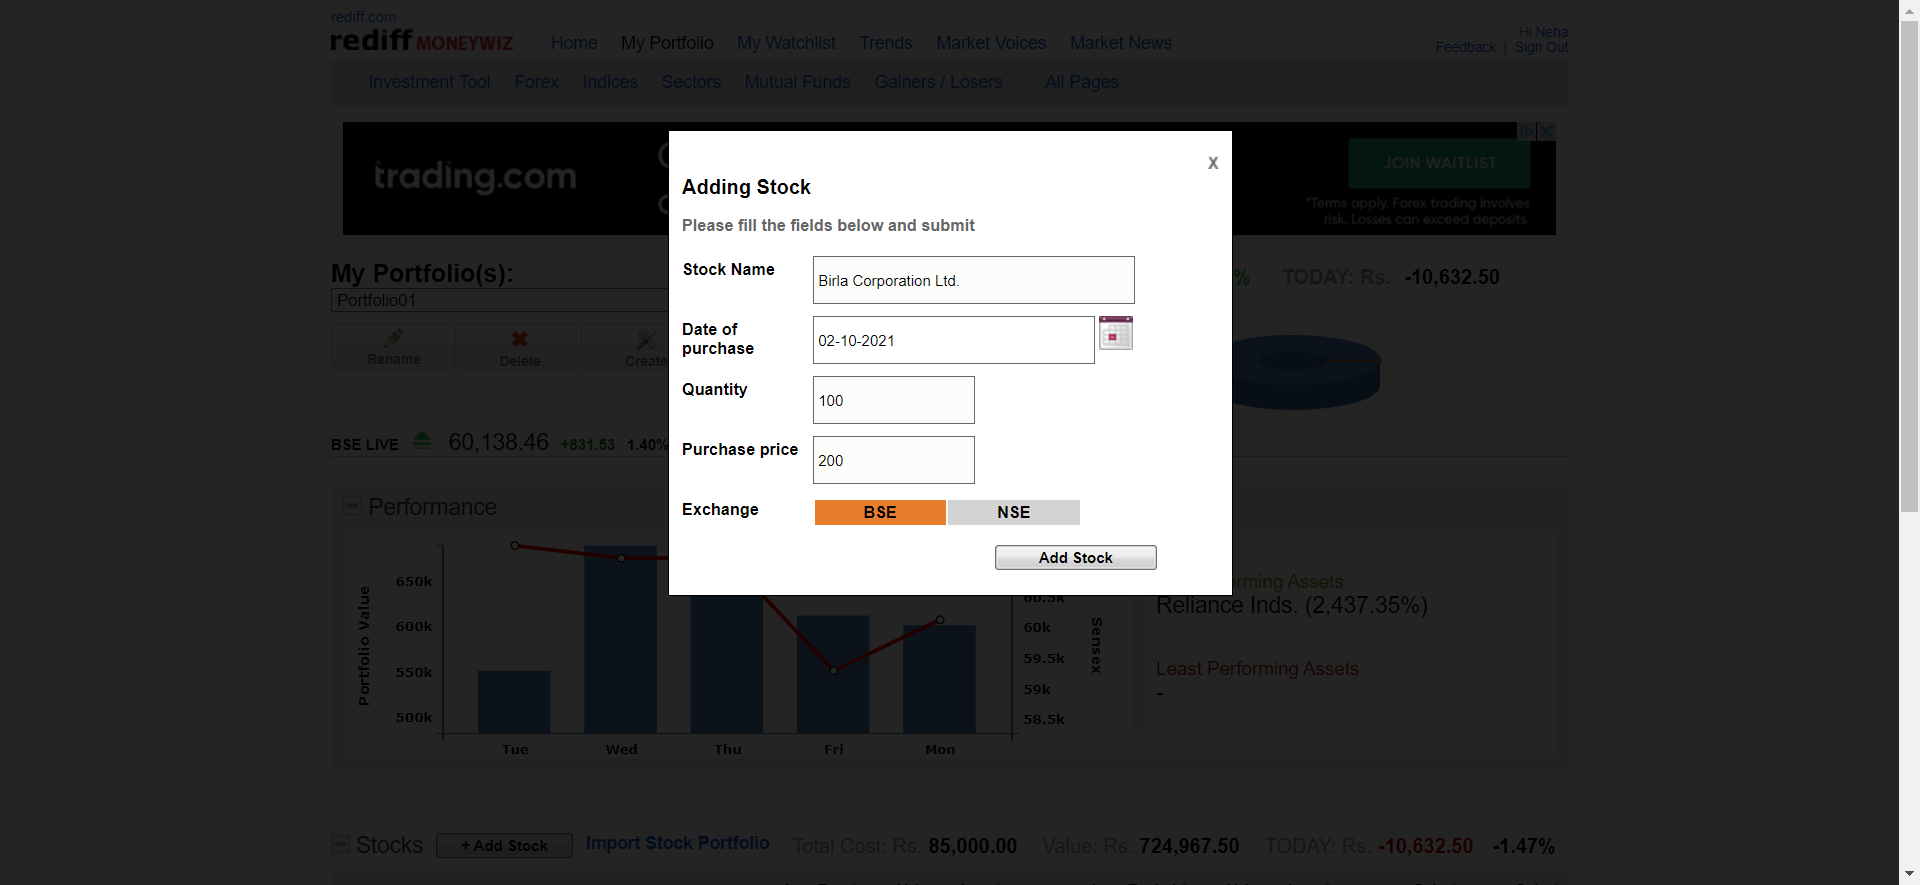 rediff.com
rediff MONEYWIZ
Home My Portfolio My Watchlist Trends Market Voices Market News
Hi Neha
Feedback | Sign Out
Investment Tool Forex Indices Sectors Mutual Funds Gainers / Losers All Pages
trading.com
JOIN WAITLIST
*Terms apply. Forex trading involves
risk. Losses can exceed deposits.
x
Adding Stock
Please fill the fields below and submit
Stock Name Birla Corporation Ltd.
Date of
purchase 02-10-2021
Quantity 100
Purchase price 200
Exchange BSE NSE
Add Stock
My Portfolio(s):
% TODAY: Rs. -10,632.50
Portfolio01
Rename Delete Create
BSE LIVE 60,138.46 +831.53 1.40%
Performance
Portfolio Value
650k
600k
550k
500k
Tue Wed Thu Fri Mon
60.5k
60k
59.5k
59k
58.5k
Sensex
rming Assets
Reliance Inds. (2,437.35%)
Least Performing Assets
-
Stocks + Add Stock Import Stock Portfolio Total Cost: Rs. 85,000.00 Value: Rs. 724,967.50 TODAY: Rs. -10,632.50 -1.47%